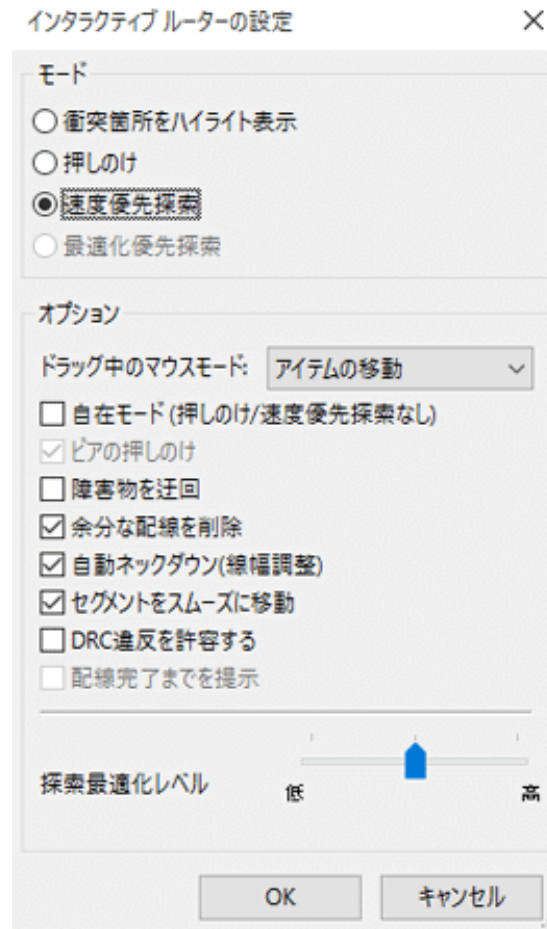 インタラクティブ ルーターの設定
モード
衝突箇所をハイライト表示
押しのけ
速度優先探索
最適化優先探索
オプション
ドラッグ中のマウスモード: アイテムの移動
自在モード (押しのけ/速度優先探索なし)
ビアの押しのけ
障害物を迂回
余分な配線を削除
自動ネックダウン(線幅調整)
セグメントをスムーズに移動
DRC違反を許容する
配線完了までを提示
探索最適化レベル
低 高
OK キャンセル